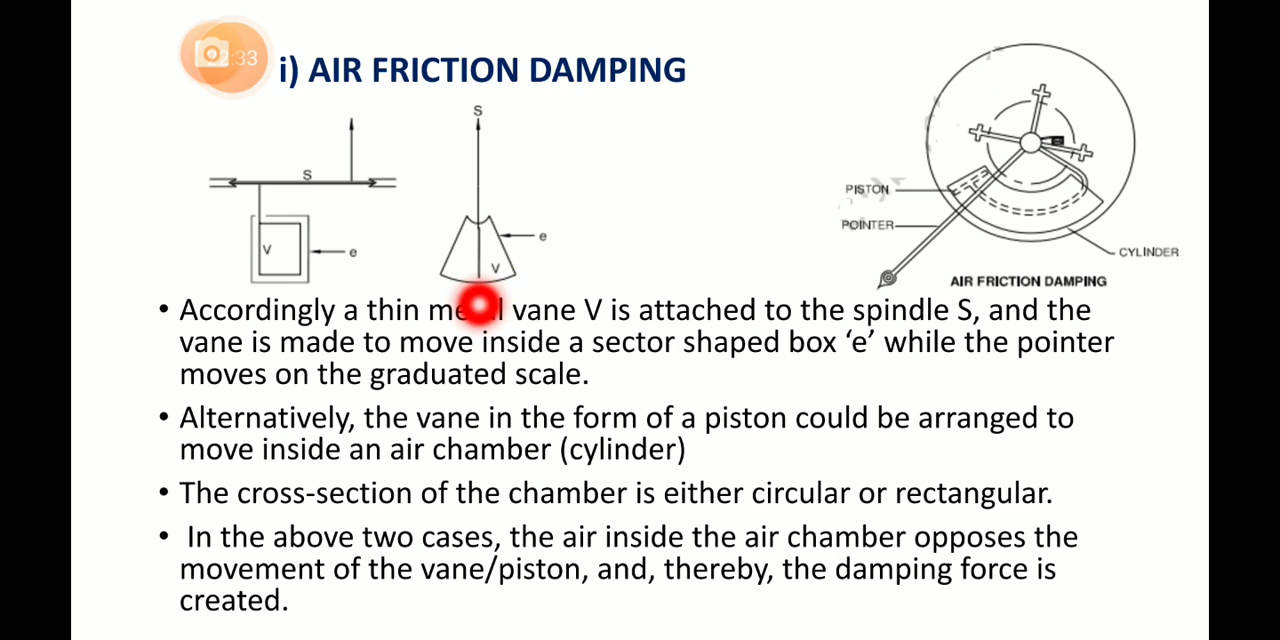 2:33
i) AIR FRICTION DAMPING
S
S
V
e
e
V
PISTON
POINTER
CYLINDER
AIR FRICTION DAMPING
• Accordingly a thin vane V is attached to the spindle S, and the
vane is made to move inside a sector shaped box ‘e’ while the pointer
moves on the graduated scale.
• Alternatively, the vane in the form of a piston could be arranged to
move inside an air chamber (cylinder)
• The cross-section of the chamber is either circular or rectangular.
• In the above two cases, the air inside the air chamber opposes the
movement of the vane/piston, and, thereby, the damping force is
created.